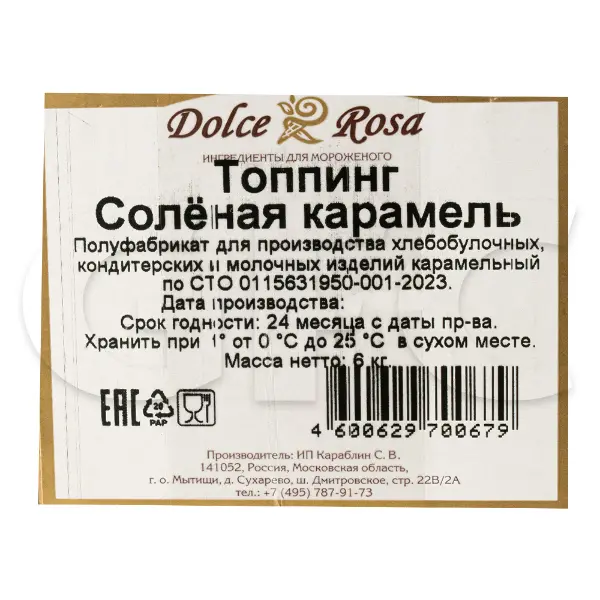 Dolce Rosa
ИНГРЕДИЕНТЫ ДЛЯ МОРОЖЕНОГО
Топпинг
Солёная карамель
Полуфабрикат для производства хлебобулочных,
кондитерских и молочных изделий карамельный
по СТО 0115631950-001-2023.
Дата производства:
Срок годности: 24 месяца с даты пр-ва.
Хранить при t° от 0 °C до 25 °C в сухом месте.
Масса нетто: 6 кг.
EAC 20 PAP
4 600629 700679
Производитель: ИП Караблин С. В.
141052, Россия, Московская область,
г. о. Мытищи, д. Сухарево, ш. Дмитровское, стр. 22В/2А
тел.: +7 (495) 787-91-73